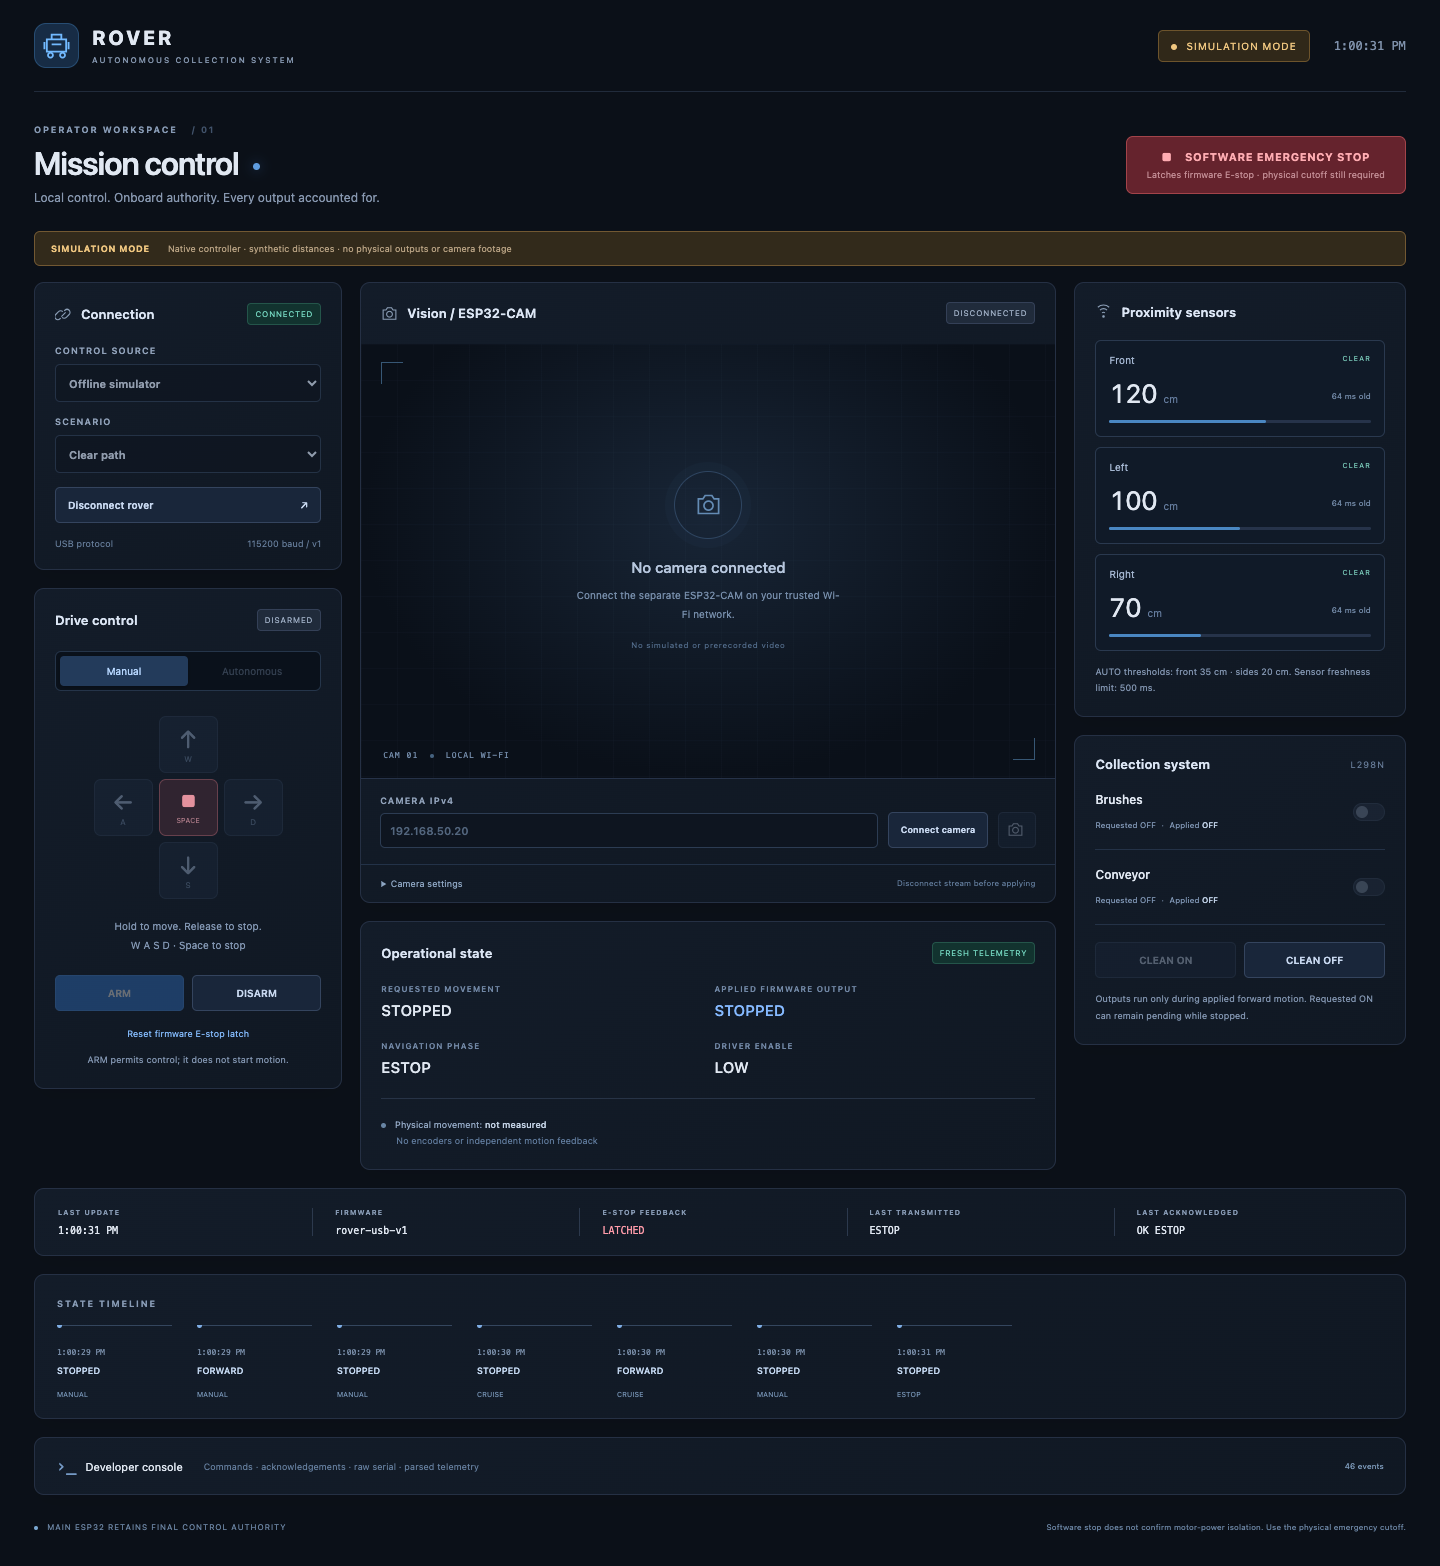 ROVER
AUTONOMOUS COLLECTION SYSTEM
SIMULATION MODE
1:00:31 PM
OPERATOR WORKSPACE / 01
Mission control
Local control. Onboard authority. Every output accounted for.
SOFTWARE EMERGENCY STOP
Latches firmware E-stop · physical cutoff still required
SIMULATION MODE Native controller · synthetic distances · no physical outputs or camera footage
Connection
CONNECTED
CONTROL SOURCE
Offline simulator
SCENARIO
Clear path
Disconnect rover
USB protocol 115200 baud / v1
Drive control
DISARMED
Manual Autonomous
W
A
SPACE
D
S
Hold to move. Release to stop.
W A S D · Space to stop
ARM DISARM
Reset firmware E-stop latch
ARM permits control; it does not start motion.
Vision / ESP32-CAM
DISCONNECTED
No camera connected
Connect the separate ESP32-CAM on your trusted Wi-
Fi network.
No simulated or prerecorded video
CAM 01 LOCAL WI-FI
CAMERA IPv4
192.168.50.20
Connect camera
Camera settings
Disconnect stream before applying
Operational state
FRESH TELEMETRY
REQUESTED MOVEMENT
STOPPED
APPLIED FIRMWARE OUTPUT
STOPPED
NAVIGATION PHASE
ESTOP
DRIVER ENABLE
LOW
Physical movement: not measured
No encoders or independent motion feedback
Proximity sensors
Front
CLEAR
120 cm
64 ms old
Left
CLEAR
100 cm
64 ms old
Right
CLEAR
70 cm
64 ms old
AUTO thresholds: front 35 cm · sides 20 cm. Sensor freshness
limit: 500 ms.
Collection system
L298N
Brushes
Requested OFF · Applied OFF
Conveyor
Requested OFF · Applied OFF
CLEAN ON CLEAN OFF
Outputs run only during applied forward motion. Requested ON
can remain pending while stopped.
LAST UPDATE
1:00:31 PM
FIRMWARE
rover-usb-v1
E-STOP FEEDBACK
LATCHED
LAST TRANSMITTED
ESTOP
LAST ACKNOWLEDGED
OK ESTOP
STATE TIMELINE
1:00:29 PM
STOPPED
MANUAL
1:00:29 PM
FORWARD
MANUAL
1:00:29 PM
STOPPED
MANUAL
1:00:30 PM
STOPPED
CRUISE
1:00:30 PM
FORWARD
CRUISE
1:00:30 PM
STOPPED
MANUAL
1:00:31 PM
STOPPED
ESTOP
Developer console
Commands · acknowledgements · raw serial · parsed telemetry
46 events
MAIN ESP32 RETAINS FINAL CONTROL AUTHORITY
Software stop does not confirm motor-power isolation. Use the physical emergency cutoff.